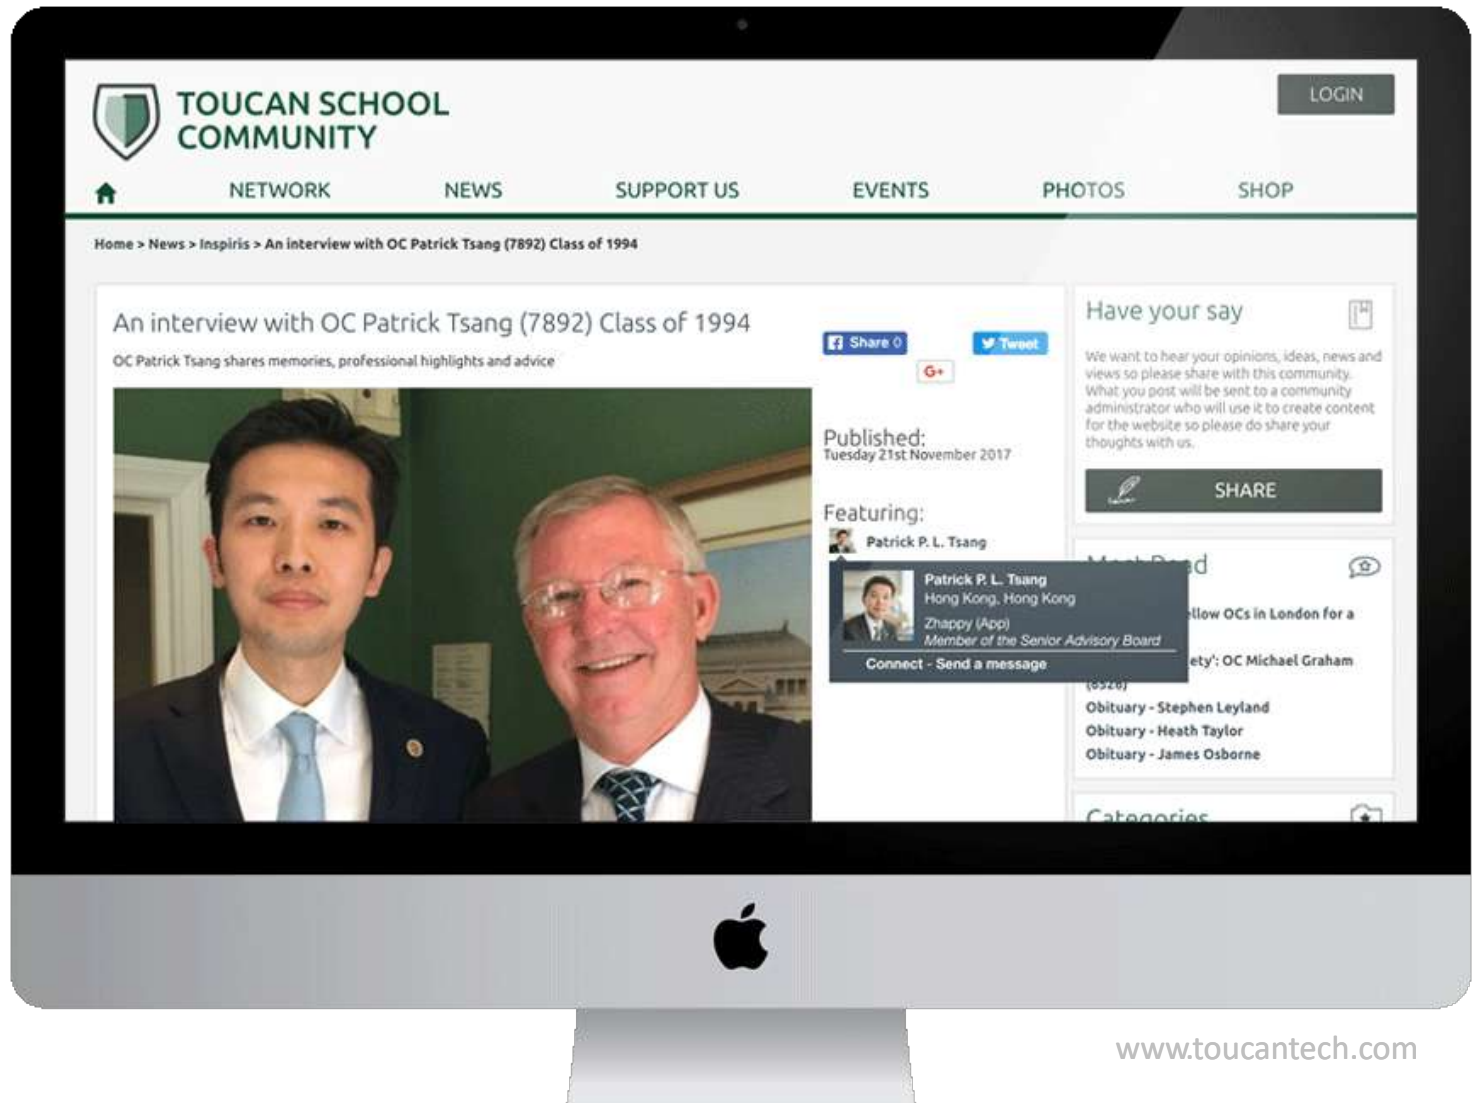 TOUCAN SCHOOL
COMMUNITY
LOGIN
NETWORK NEWS SUPPORT US EVENTS PHOTOS SHOP
Home > News > Inspiris > An interview with OC Patrick Tsang (7892) Class of 1994
An interview with OC Patrick Tsang (7892) Class of 1994
OC Patrick Tsang shares memories, professional highlights and advice
Share 0
Tweet
G+
Published:
Tuesday 21st November 2017
Featuring:
Patrick P. L. Tsang
Patrick P. L. Tsang
Hong Kong, Hong Kong
Zhappy (App)
Member of the Senior Advisory Board
Connect - Send a message
Have your say
We want to hear your opinions, ideas, news and
views so please share with this community.
What you post will be sent to a community
administrator who will use it to create content
for the website so please do share your
thoughts with us.
SHARE
OCs in London for a
OC Michael Graham
(8528)
Obituary - Stephen Leyland
Obituary - Heath Taylor
Obituary - James Osborne
Categories
www.toucantech.com